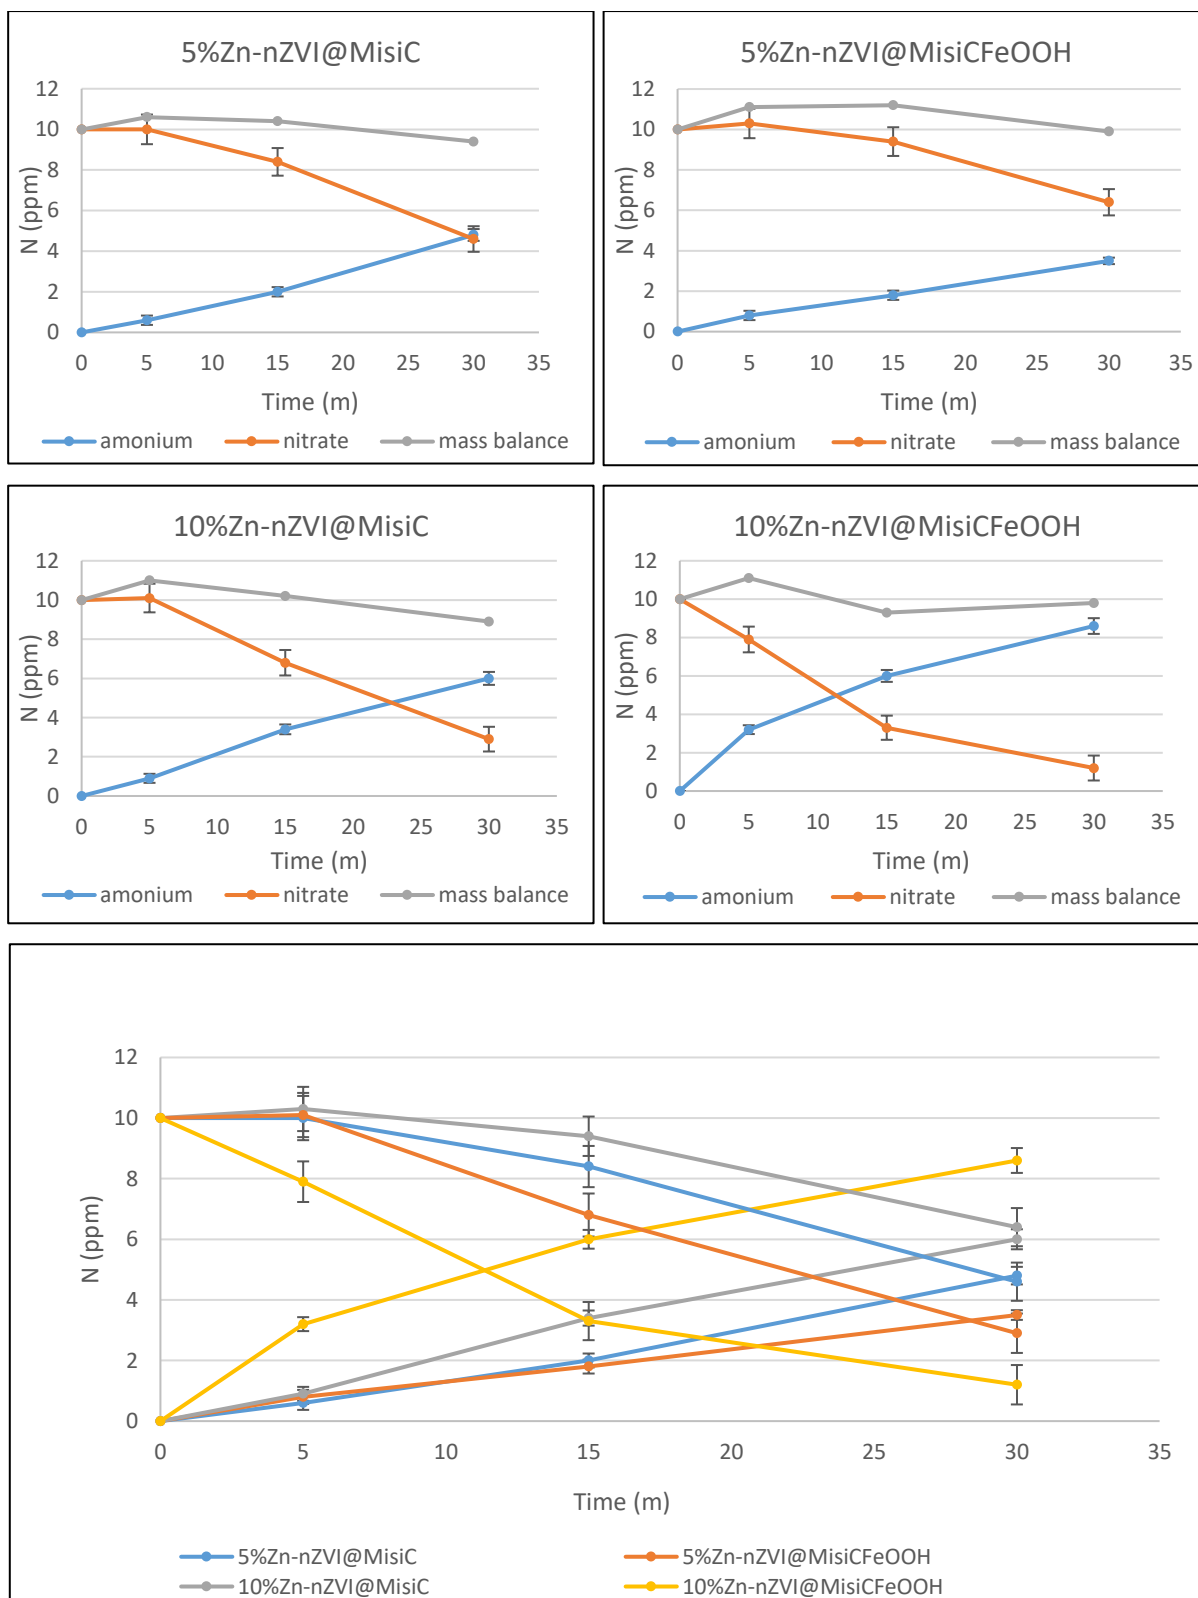 5%Zn-nZVI@MisiC
12
10
8
6
4
2
0
N (ppm)
0 5 10 15 20 25 30 35
Time (m)
amonium nitrate mass balance
5%Zn-nZVI@MisiCFeOOH
12
10
8
6
4
2
0
N (ppm)
0 5 10 15 20 25 30 35
Time (m)
amonium nitrate mass balance
10%Zn-nZVI@MisiC
12
10
8
6
4
2
0
N (ppm)
0 5 10 15 20 25 30 35
Time (m)
amonium nitrate mass balance
10%Zn-nZVI@MisiCFeOOH
12
10
8
6
4
2
0
N (ppm)
0 5 10 15 20 25 30 35
Time (m)
amonium nitrate mass balance
12
10
8
6
4
2
0
N (ppm)
0 5 10 15 20 25 30 35
Time (m)
5%Zn-nZVI@MisiC 5%Zn-nZVI@MisiCFeOOH
10%Zn-nZVI@MisiC 10%Zn-nZVI@MisiCFeOOH